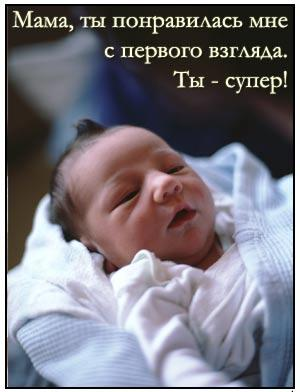 Мама, ты понравилась мне
с первого взгляда.
Ты - супер!